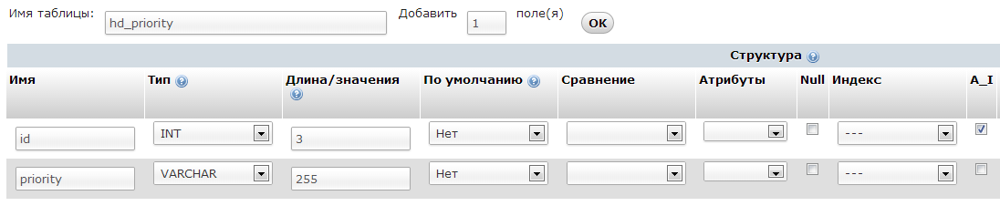 Имя таблицы: hd_priority Добавить 1 поле(я) OK
Структура
Имя Тип Длина/значения По умолчанию Сравнение Атрибуты Null Индекс A_I
id INT 3 Нет ---
priority VARCHAR 255 Нет ---